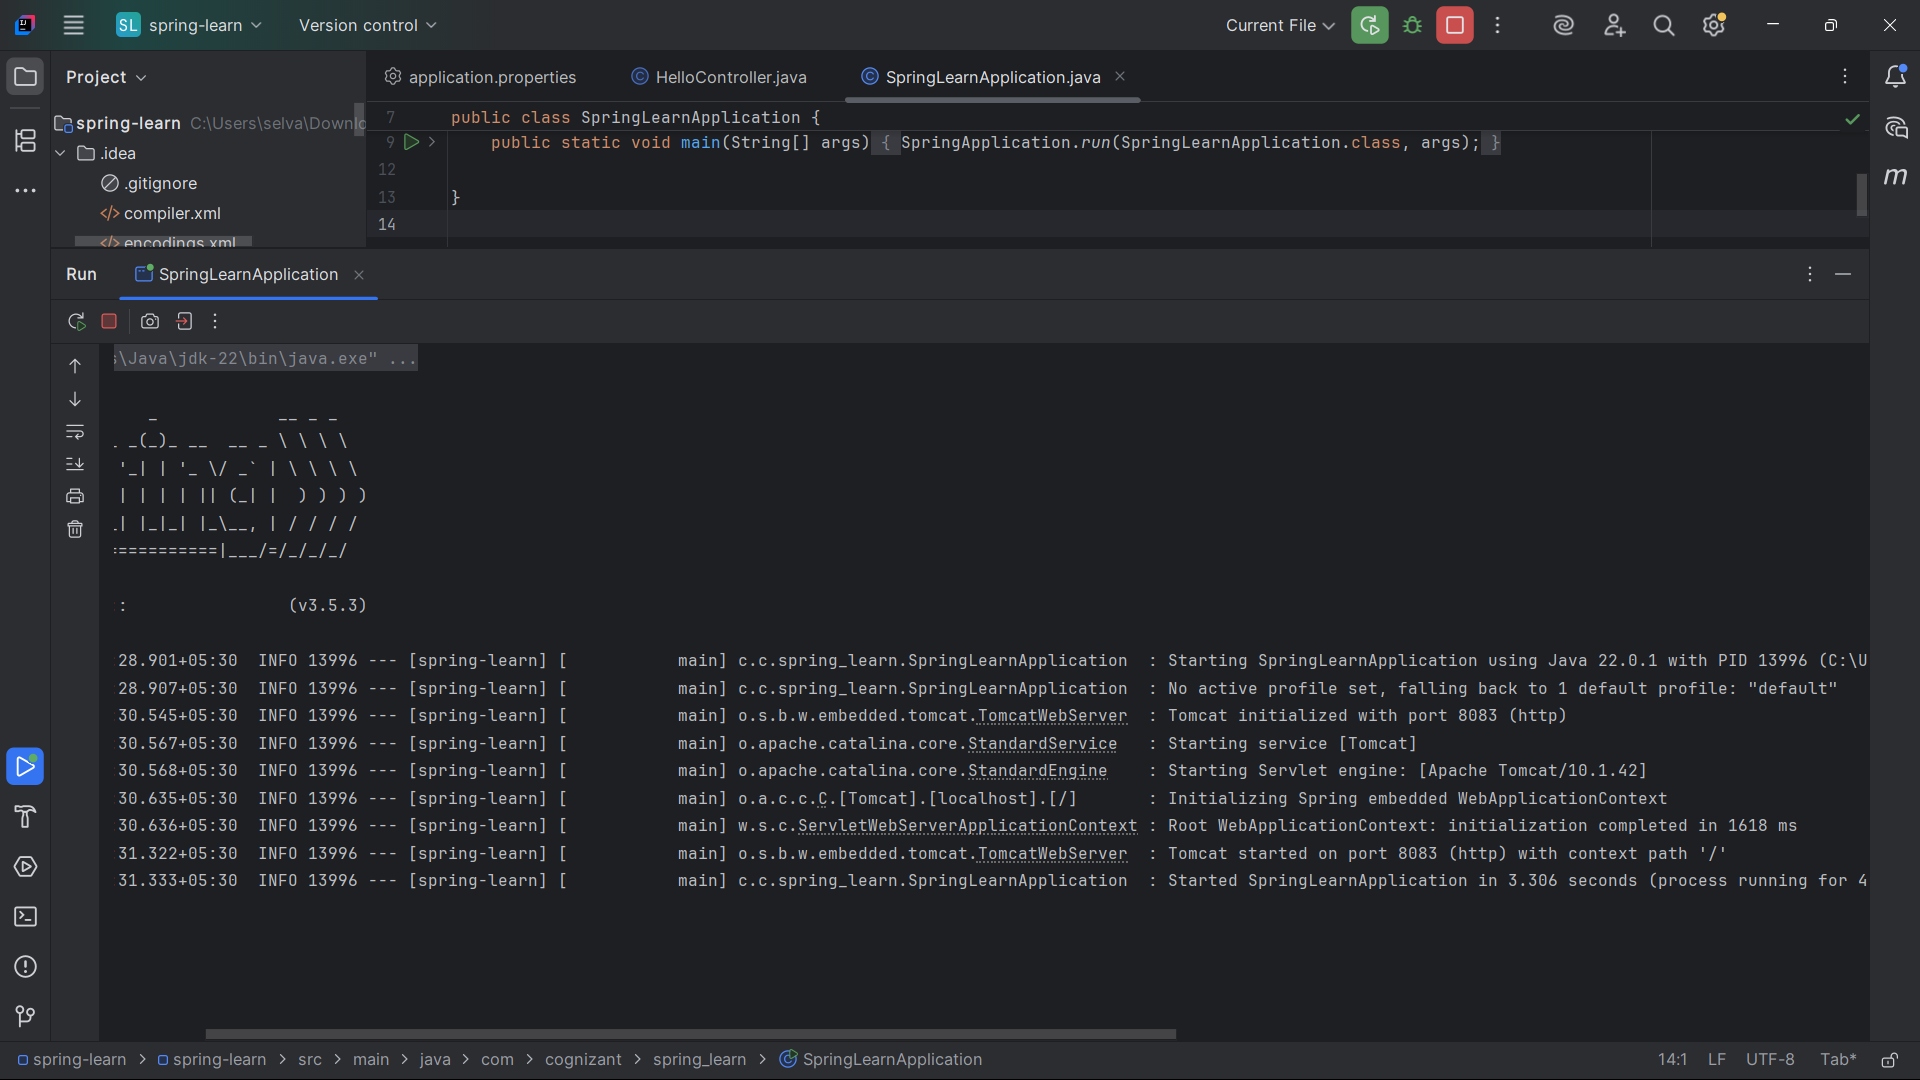 SL spring-learn Version control Current File
Project
application.properties HelloController.java SpringLearnApplication.java
spring-learn C:\Users\selva\Downlo
.idea
.gitignore
compiler.xml
encodings.xml
7 public class SpringLearnApplication {
9 public static void main(String[] args) { SpringApplication.run(SpringLearnApplication.class, args); }
12
13 }
14
Run SpringLearnApplication
s\Java\jdk-22\bin\java.exe" ...
  _            __ _ _
. _(_)_ __  __ _ \ \ \ \
'_| | '_ \/ _` | \ \ \ \
| | | | || (_| |  ) ) ) )
_| |_|_| |_\__, | / / / /
===========|___/=/_/_/_/
: (v3.5.3)
28.901+05:30 INFO 13996 --- [spring-learn] [ main] c.c.spring_learn.SpringLearnApplication : Starting SpringLearnApplication using Java 22.0.1 with PID 13996 (C:\U
28.907+05:30 INFO 13996 --- [spring-learn] [ main] c.c.spring_learn.SpringLearnApplication : No active profile set, falling back to 1 default profile: "default"
30.545+05:30 INFO 13996 --- [spring-learn] [ main] o.s.b.w.embedded.tomcat.TomcatWebServer : Tomcat initialized with port 8083 (http)
30.567+05:30 INFO 13996 --- [spring-learn] [ main] o.apache.catalina.core.StandardService : Starting service [Tomcat]
30.568+05:30 INFO 13996 --- [spring-learn] [ main] o.apache.catalina.core.StandardEngine : Starting Servlet engine: [Apache Tomcat/10.1.42]
30.635+05:30 INFO 13996 --- [spring-learn] [ main] o.a.c.c.C.[Tomcat].[localhost].[/] : Initializing Spring embedded WebApplicationContext
30.636+05:30 INFO 13996 --- [spring-learn] [ main] w.s.c.ServletWebServerApplicationContext : Root WebApplicationContext: initialization completed in 1618 ms
31.322+05:30 INFO 13996 --- [spring-learn] [ main] o.s.b.w.embedded.tomcat.TomcatWebServer : Tomcat started on port 8083 (http) with context path '/'
31.333+05:30 INFO 13996 --- [spring-learn] [ main] c.c.spring_learn.SpringLearnApplication : Started SpringLearnApplication in 3.306 seconds (process running for 4
spring-learn > spring-learn > src > main > java > com > cognizant > spring_learn > SpringLearnApplication 14:1 LF UTF-8 Tab*